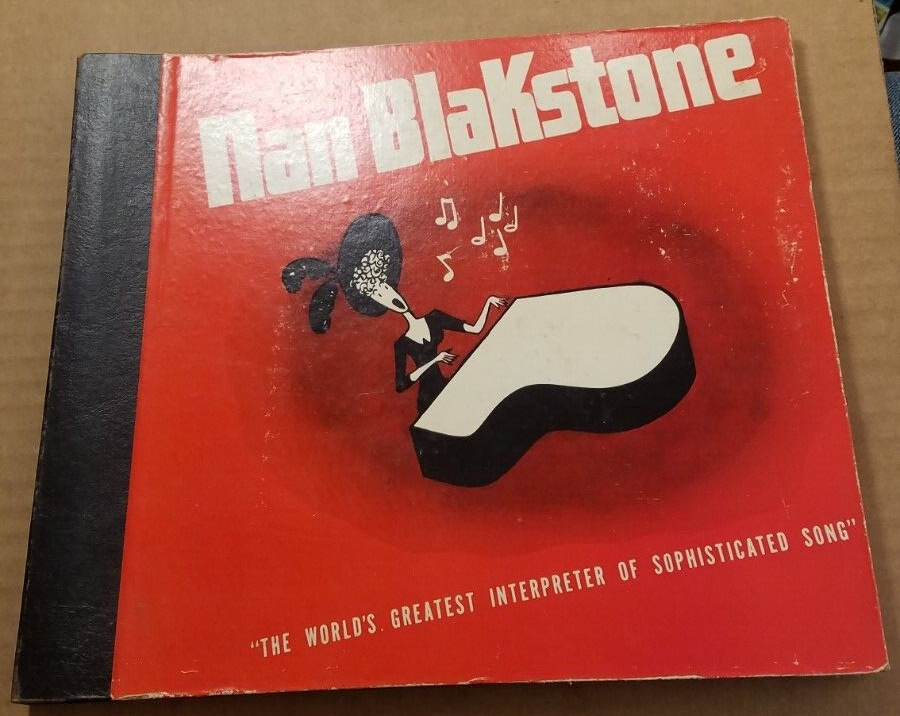 Nan Blakstone
"THE WORLD'S GREATEST INTERPRETER OF SOPHISTICATED SONG"